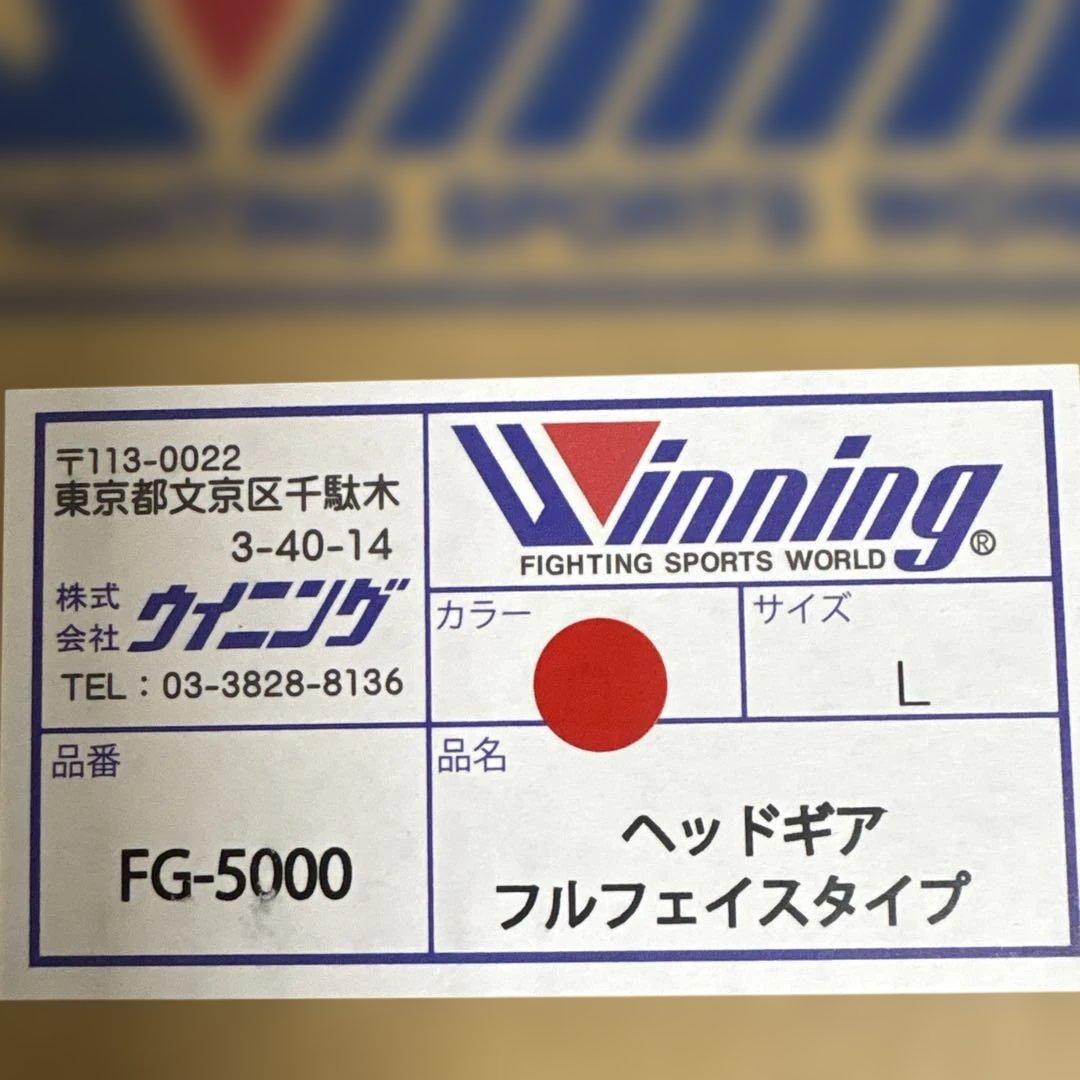 〒113-0022
東京都文京区千駄木
3-40-14
株式会社 ウイニング
TEL：03-3828-8136
Winning®
FIGHTING SPORTS WORLD
カラー
サイズ
L
品番
FG-5000
品名
ヘッドギア
フルフェイスタイプ